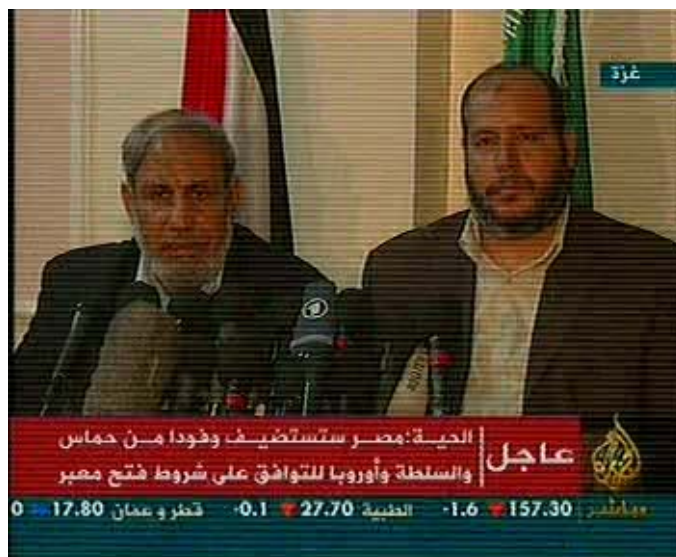 غزة
عاجل
الحية: مصر ستستضيف وفودا من حماس
والسلطة وأوروبا للتوافق على شروط فتح معبر
مباشر
157.30 -1.6 الطبية 27.70 -0.1 قطر و عمان 17.80 0